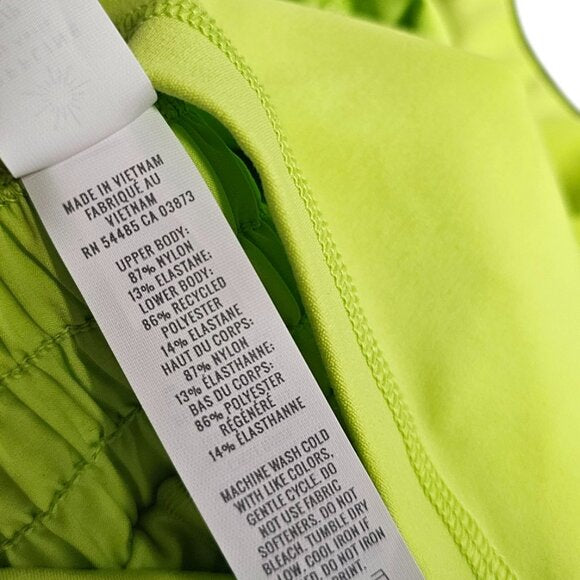 MADE IN VIETNAM
FABRIQUÉ AU
VIETNAM
RN 54485 CA 03873
UPPER BODY:
87% NYLON
13% ELASTANE:
LOWER BODY:
86% RECYCLED
POLYESTER
14% ELASTANE
HAUT DU CORPS:
87% NYLON
13% ÉLASTHANNE:
BAS DU CORPS:
86% POLYESTER
RÉGÉNÉRÉ
14% ÉLASTHANNE
MACHINE WASH COLD
WITH LIKE COLORS,
GENTLE CYCLE. DO
NOT USE FABRIC
SOFTENERS. DO NOT
BLEACH. TUMBLE DRY
LOW, COOL IRON IF
DO NOT IRON